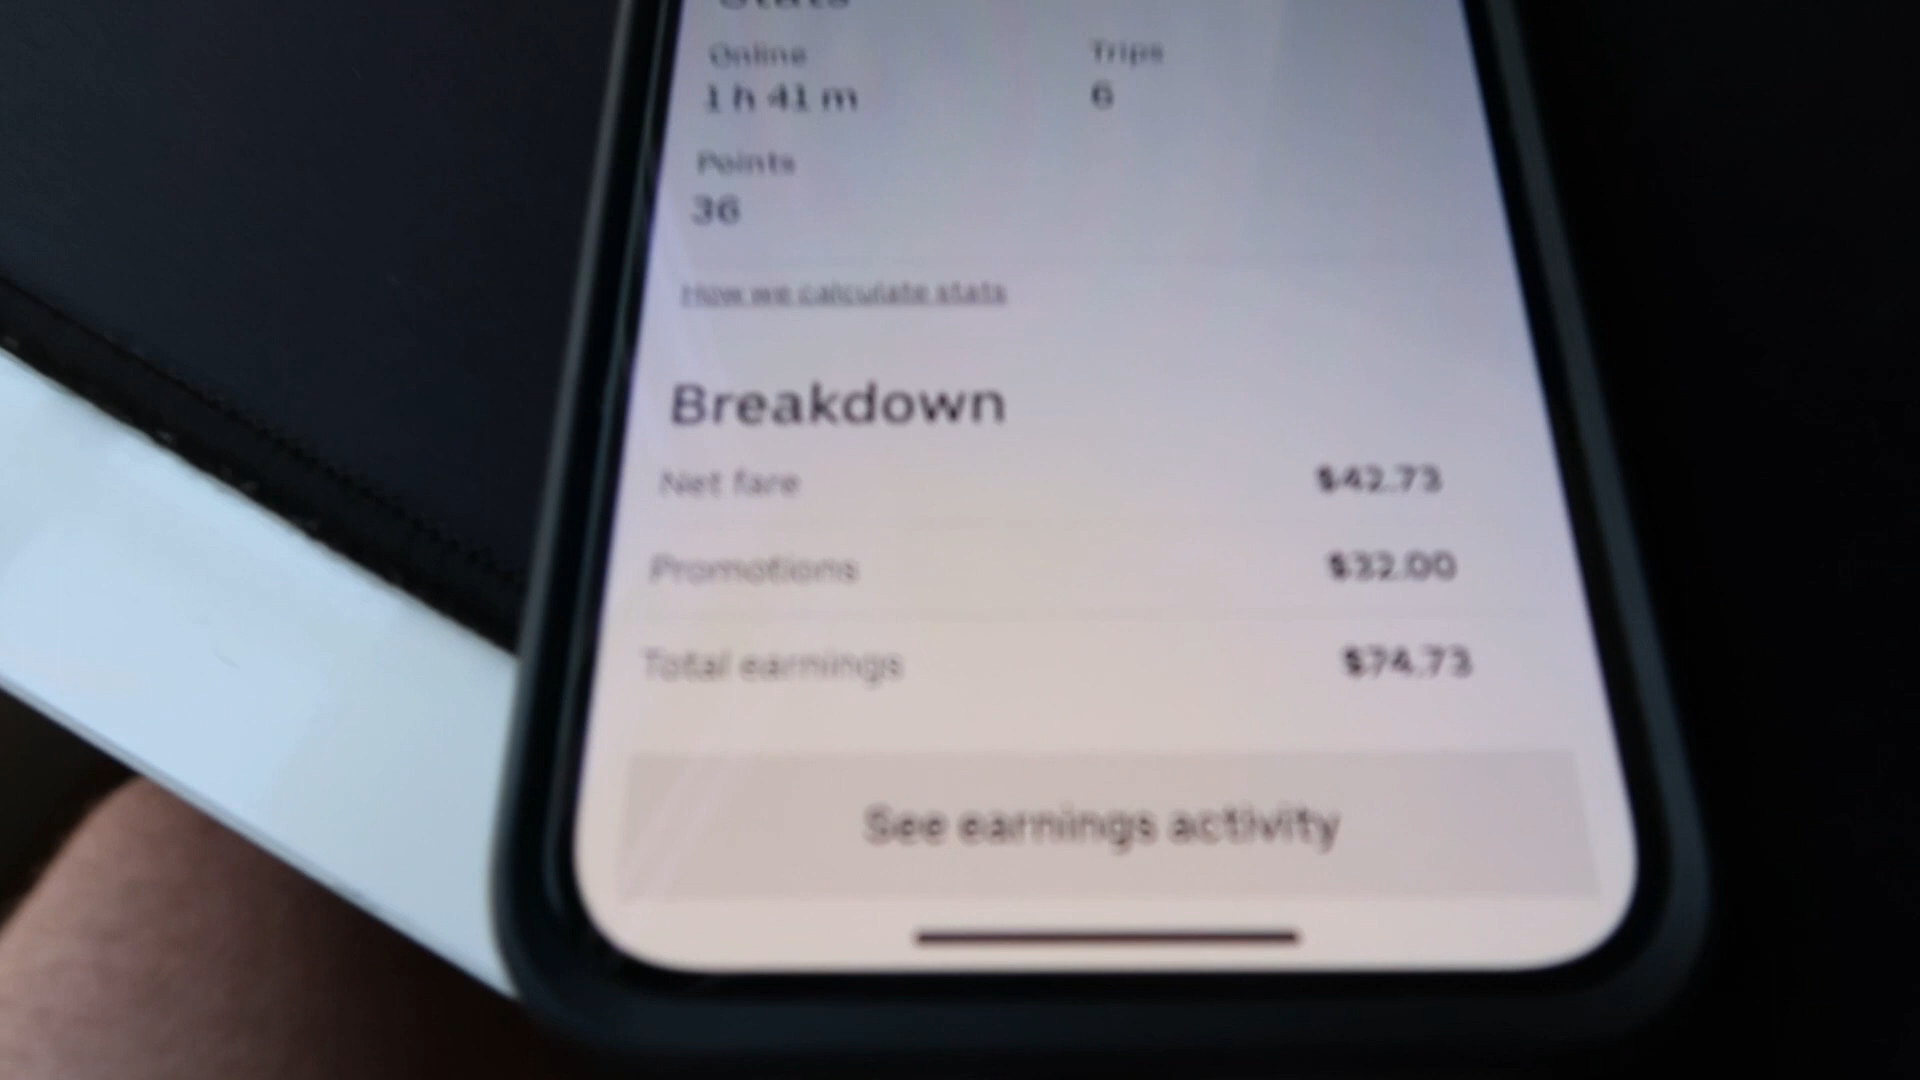 Stats
Online Trips
1 h 41 m 6
Points
36
How we calculate stats
Breakdown
Net fare $42.73
Promotions $32.00
Total earnings $74.73
See earnings activity